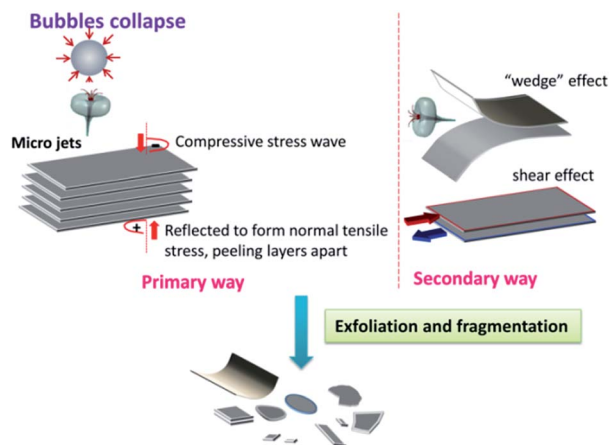 Bubbles collapse
Micro jets
-
Compressive stress wave
+
Reflected to form normal tensile
stress, peeling layers apart
Primary way
"wedge" effect
shear effect
Secondary way
Exfoliation and fragmentation